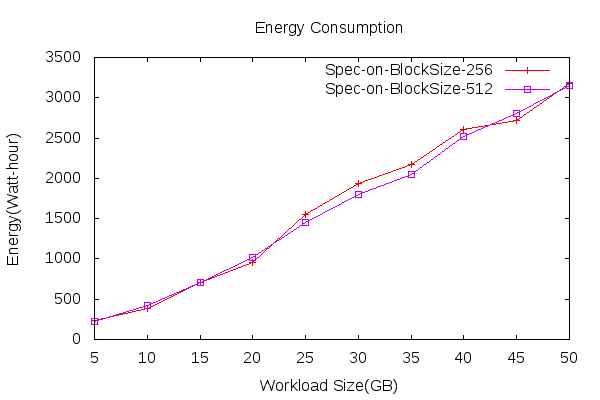 Energy Consumption
Spec-on-BlockSize-256
Spec-on-BlockSize-512
Energy(Watt-hour)
3500
3000
2500
2000
1500
1000
500
0
5 10 15 20 25 30 35 40 45 50
Workload Size(GB)